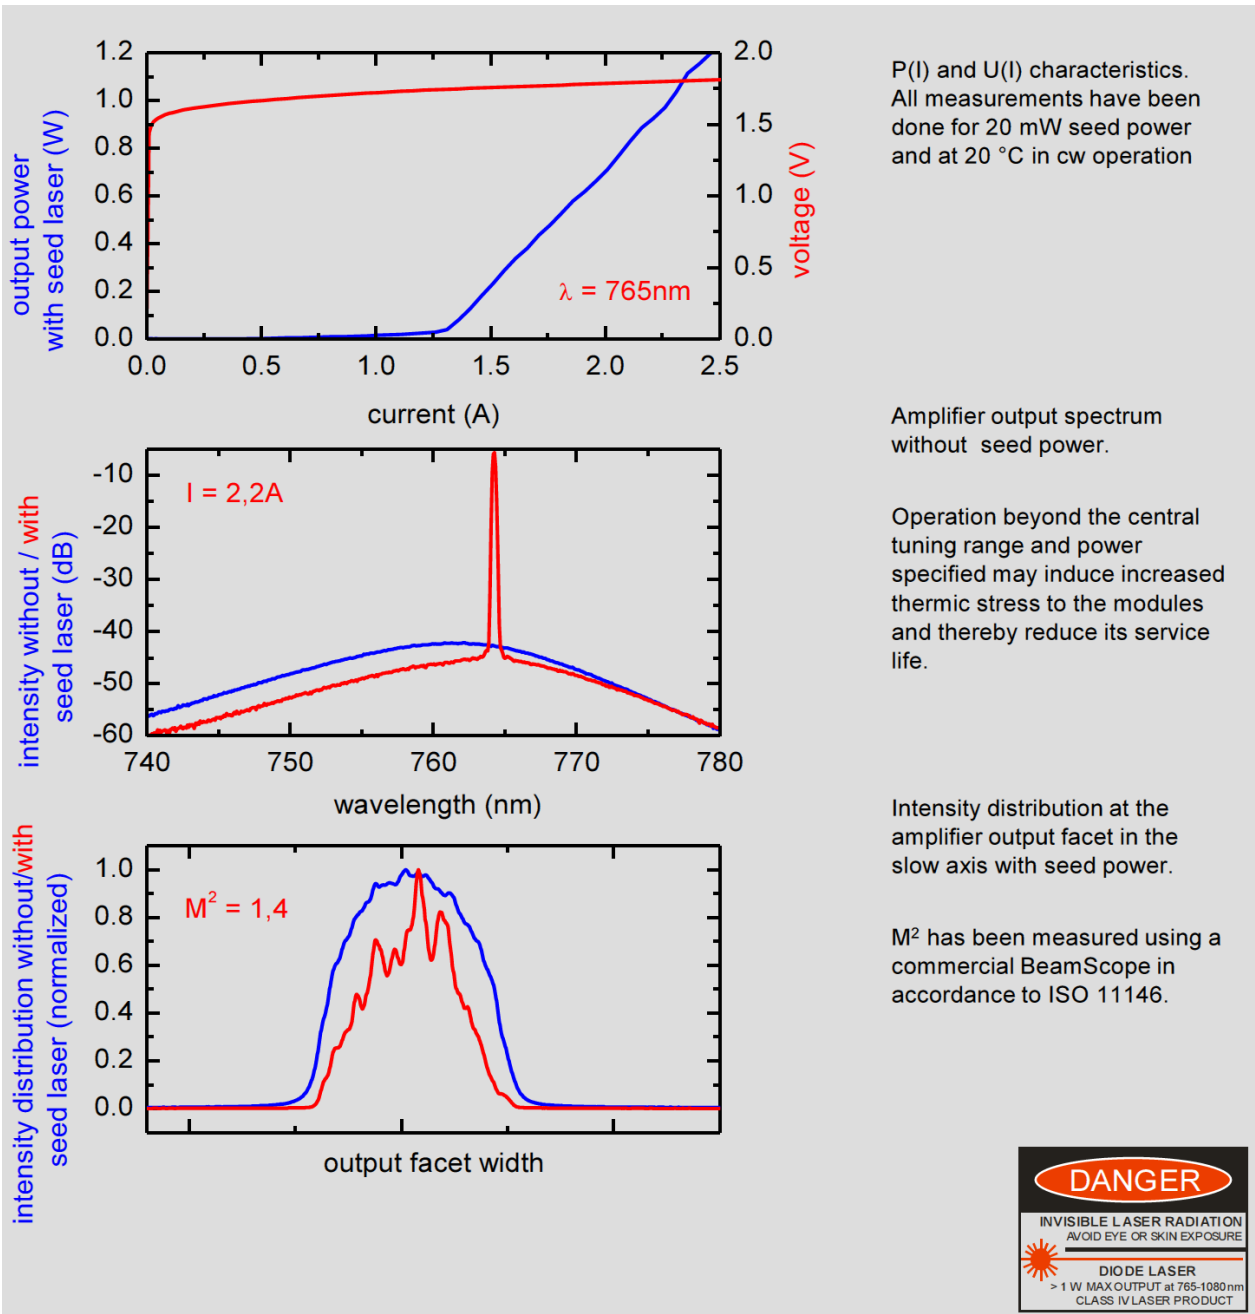 1.2
1.0
0.8
0.6
0.4
0.2
0.0
output power
with seed laser (W)
2.0
1.5
1.0
0.5
0.0
voltage (V)
λ = 765nm
0.0 0.5 1.0 1.5 2.0 2.5
current (A)
P(I) and U(I) characteristics.
All measurements have been
done for 20 mW seed power
and at 20 °C in cw operation
-10
-20
-30
-40
-50
-60
intensity without / with
seed laser (dB)
I = 2,2A
740 750 760 770 780
wavelength (nm)
Amplifier output spectrum
without seed power.
Operation beyond the central
tuning range and power
specified may induce increased
thermic stress to the modules
and thereby reduce its service
life.
1.0
0.8
0.6
0.4
0.2
0.0
intensity distribution without/with
seed laser (normalized)
M² = 1,4
output facet width
Intensity distribution at the
amplifier output facet in the
slow axis with seed power.
M² has been measured using a
commercial BeamScope in
accordance to ISO 11146.
DANGER
INVISIBLE LASER RADIATION
AVOID EYE OR SKIN EXPOSURE
DIODE LASER
> 1 W MAX OUTPUT at 765-1080 nm
CLASS IV LASER PRODUCT